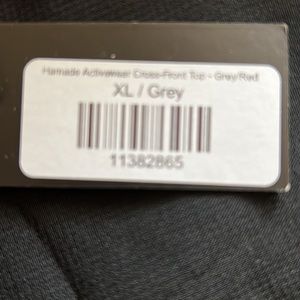 Hamade Activewear Cross-Front Top - Grey/Red
XL / Grey
11382865